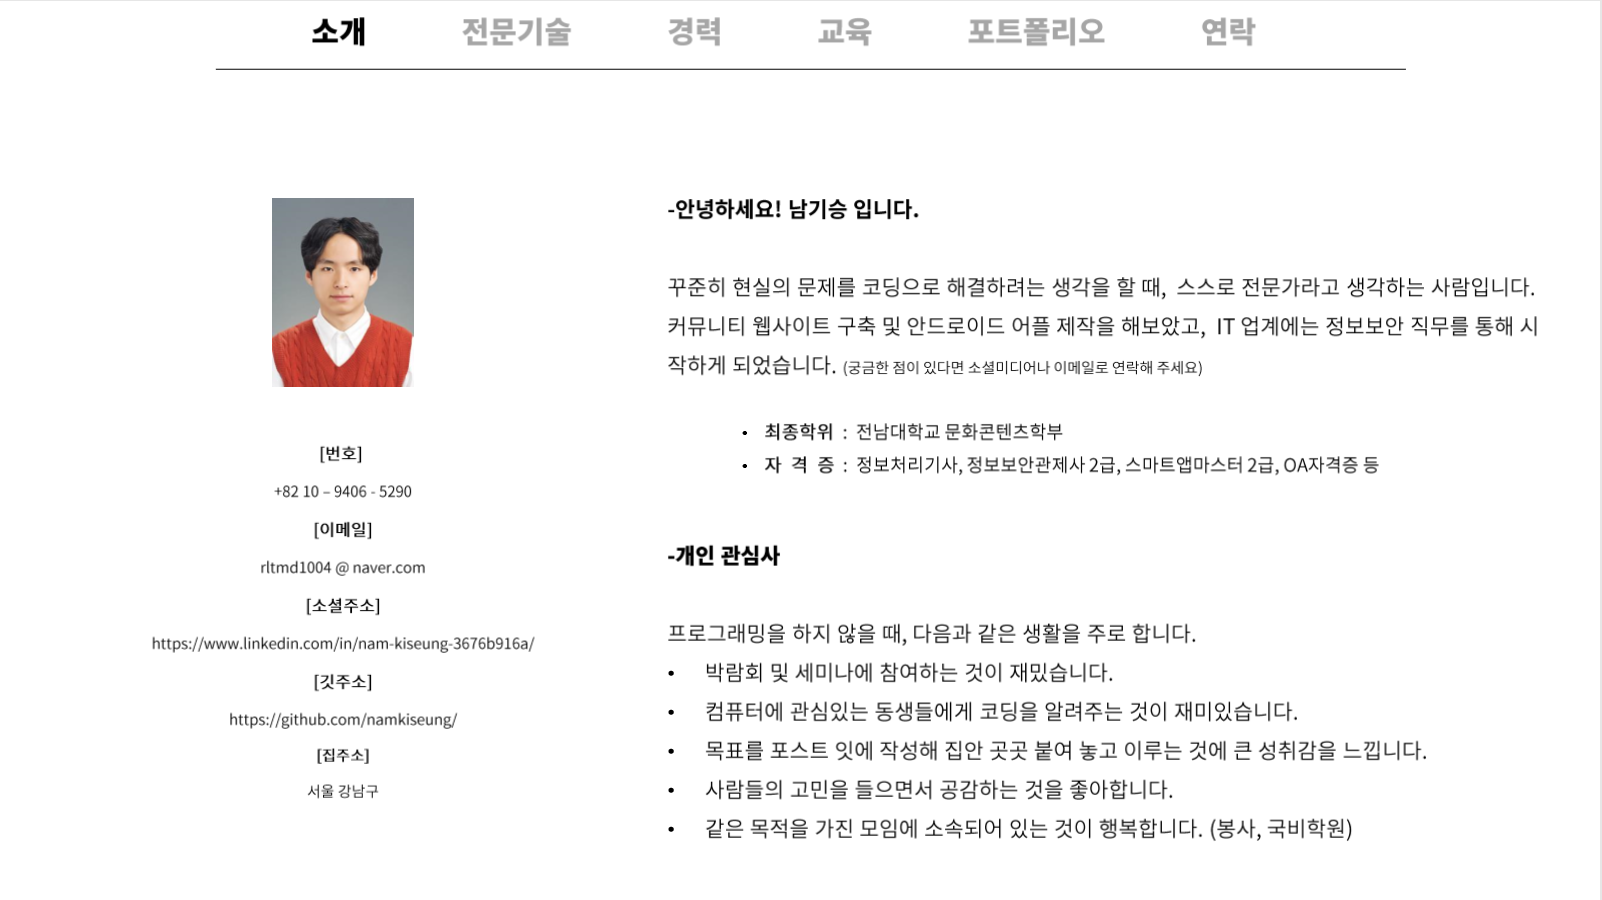 소개 전문기술 경력 교육 포트폴리오 연락
[번호]
+82 10 – 9406 - 5290
[이메일]
rltmd1004 @ naver.com
[소셜주소]
https://www.linkedin.com/in/nam-kiseung-3676b916a/
[깃주소]
https://github.com/namkiseung/
[집주소]
서울 강남구
-안녕하세요! 남기승 입니다.
꾸준히 현실의 문제를 코딩으로 해결하려는 생각을 할 때, 스스로 전문가라고 생각하는 사람입니다.
커뮤니티 웹사이트 구축 및 안드로이드 어플 제작을 해보았고, IT 업계에는 정보보안 직무를 통해 시
작하게 되었습니다. (궁금한 점이 있다면 소셜미디어나 이메일로 연락해 주세요)
• 최종학위 : 전남대학교 문화콘텐츠학부
• 자 격 증 : 정보처리기사, 정보보안관제사 2급, 스마트앱마스터 2급, OA자격증 등
-개인 관심사
프로그래밍을 하지 않을 때, 다음과 같은 생활을 주로 합니다.
• 박람회 및 세미나에 참여하는 것이 재밌습니다.
• 컴퓨터에 관심있는 동생들에게 코딩을 알려주는 것이 재미있습니다.
• 목표를 포스트 잇에 작성해 집안 곳곳 붙여 놓고 이루는 것에 큰 성취감을 느낍니다.
• 사람들의 고민을 들으면서 공감하는 것을 좋아합니다.
• 같은 목적을 가진 모임에 소속되어 있는 것이 행복합니다. (봉사, 국비학원)